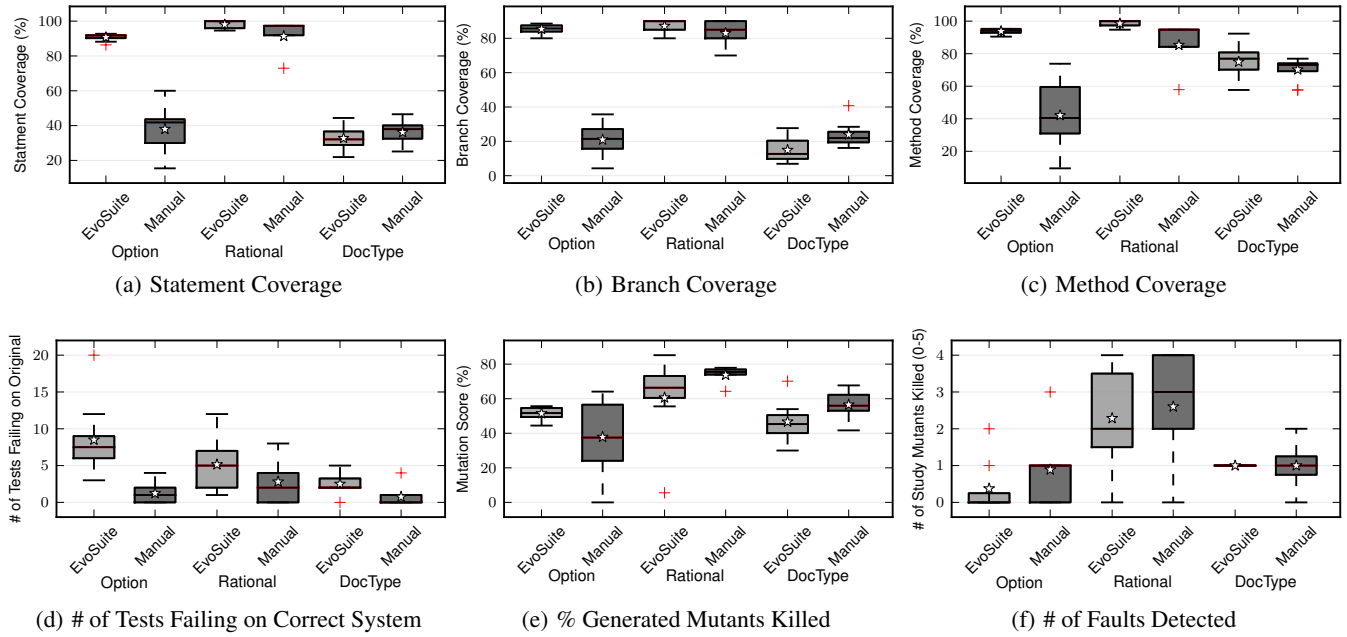 Statment Coverage (%)
100
80
60
40
20
EvoSuite
Manual
EvoSuite
Manual
EvoSuite
Manual
Option
Rational
DocType
(a) Statement Coverage
Branch Coverage (%)
80
60
40
20
0
EvoSuite
Manual
EvoSuite
Manual
EvoSuite
Manual
Option
Rational
DocType
(b) Branch Coverage
Method Coverage (%)
100
80
60
40
20
EvoSuite
Manual
EvoSuite
Manual
EvoSuite
Manual
Option
Rational
DocType
(c) Method Coverage
# of Tests Failing on Original
20
15
10
5
0
EvoSuite
Manual
EvoSuite
Manual
EvoSuite
Manual
Option
Rational
DocType
(d) # of Tests Failing on Correct System
Mutation Score (%)
80
60
40
20
0
EvoSuite
Manual
EvoSuite
Manual
EvoSuite
Manual
Option
Rational
DocType
(e) % Generated Mutants Killed
# of Study Mutants Killed (0-5)
4
3
2
1
0
EvoSuite
Manual
EvoSuite
Manual
EvoSuite
Manual
Option
Rational
DocType
(f) # of Faults Detected